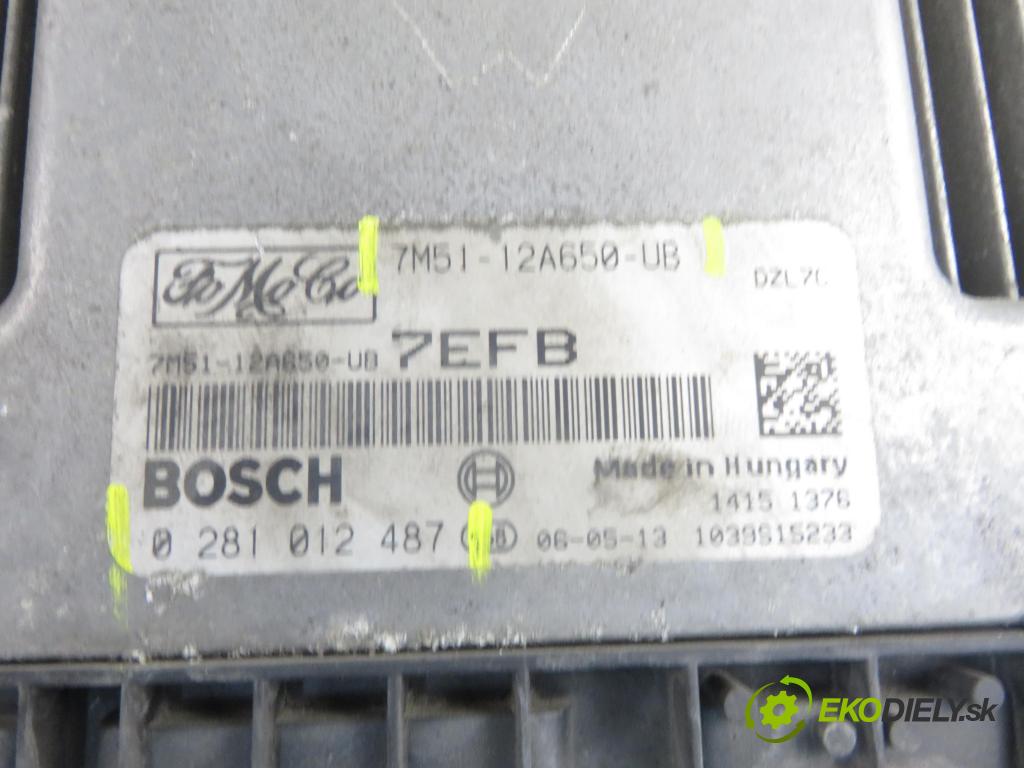 FoMoCo 7M51-12A650-UB
DZL7C
7M51-12A650-UB 7EFB
BOSCH Made in Hungary
1415 1376
0 281 012 487 06-05-13 1039S15233
EKODIELY.sk